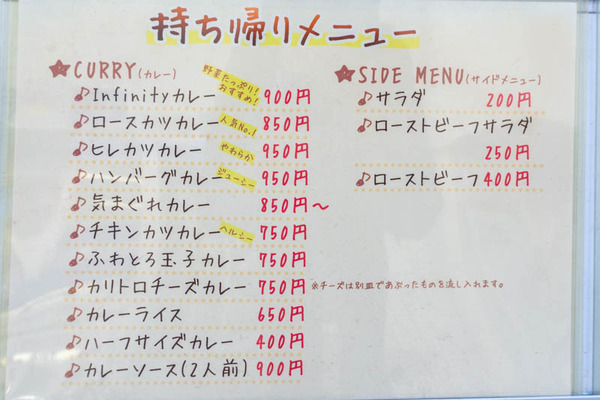 持ち帰りメニュー
CURRY(カレー)
野菜たっぷり!
おすすめ!
Infinityカレー 900円
ロースカツカレー 人気No.1 850円
ヒレカツカレー やわらか 950円
ハンバーグカレー ジューシー 950円
気まぐれカレー 850円〜
チキンカツカレー ヘルシー 750円
ふわとろ玉子カレー 750円
カリトロチーズカレー 750円 ※チーズは別皿であぶったものを流し入れます。
カレーライス 650円
ハーフサイズカレー 400円
カレーソース(2人前) 900円
SIDE MENU(サイドメニュー)
サラダ 200円
ローストビーフサラダ
250円
ローストビーフ 400円